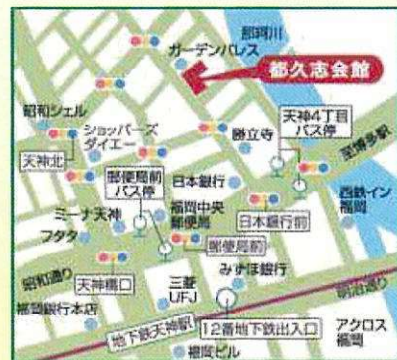 那珂川
ガーデンパレス
都久志会館
昭和シェル
ショッパーズ
ダイエー
天神北
勝立寺
天神4丁目
バス停
至博多駅
郵便局前
バス停
日本銀行
西鉄イン
福岡
ミーナ天神
福岡中央
郵便局
日本銀行前
フタタ
郵便局前
昭和通り
天神橋口
みずほ銀行
三菱
UFJ
明治通り
福岡銀行本店
地下鉄天神駅
12番地下鉄出入口
アクロス
福岡
福岡ビル